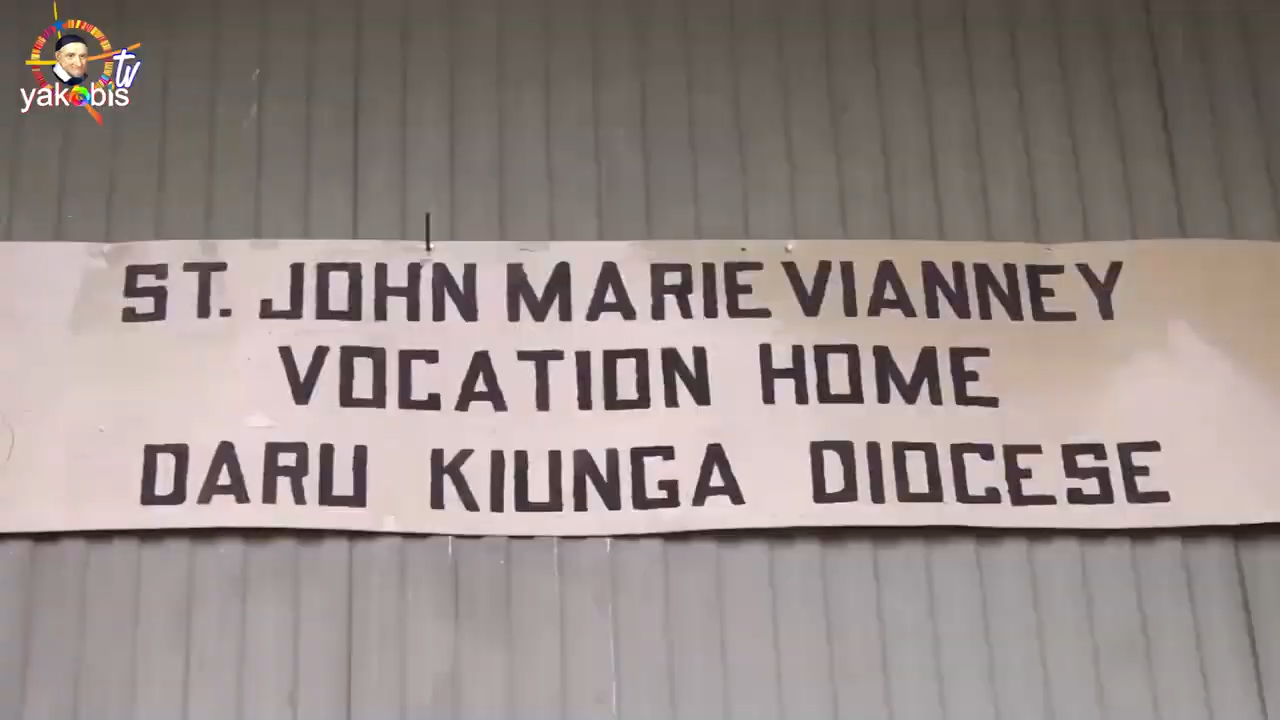 tv
yakobis
ST. JOHN MARIE VIANNEY
VOCATION HOME
DARU KIUNGA DIOCESE